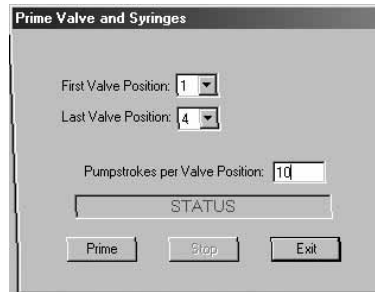 Prime Valve and Syringes
First Valve Position: 1
Last Valve Position: 4
Pumpstrokes per Valve Position: 10
STATUS
Prime Stop Exit